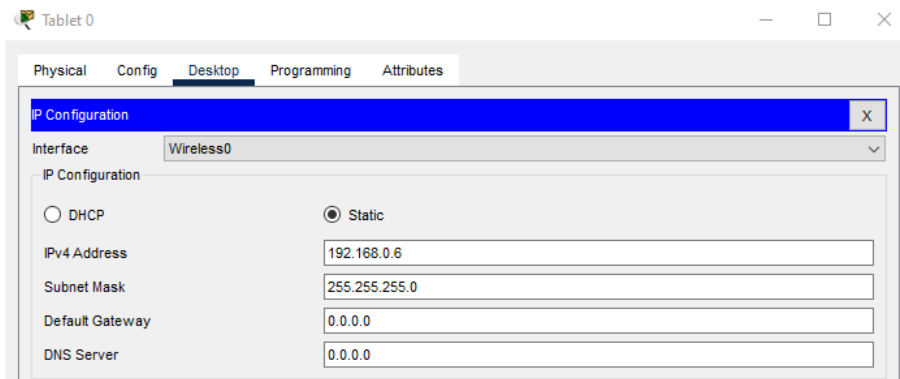 Tablet 0
Physical Config Desktop Programming Attributes
IP Configuration X
Interface Wireless0
IP Configuration
DHCP Static
IPv4 Address 192.168.0.6
Subnet Mask 255.255.255.0
Default Gateway 0.0.0.0
DNS Server 0.0.0.0